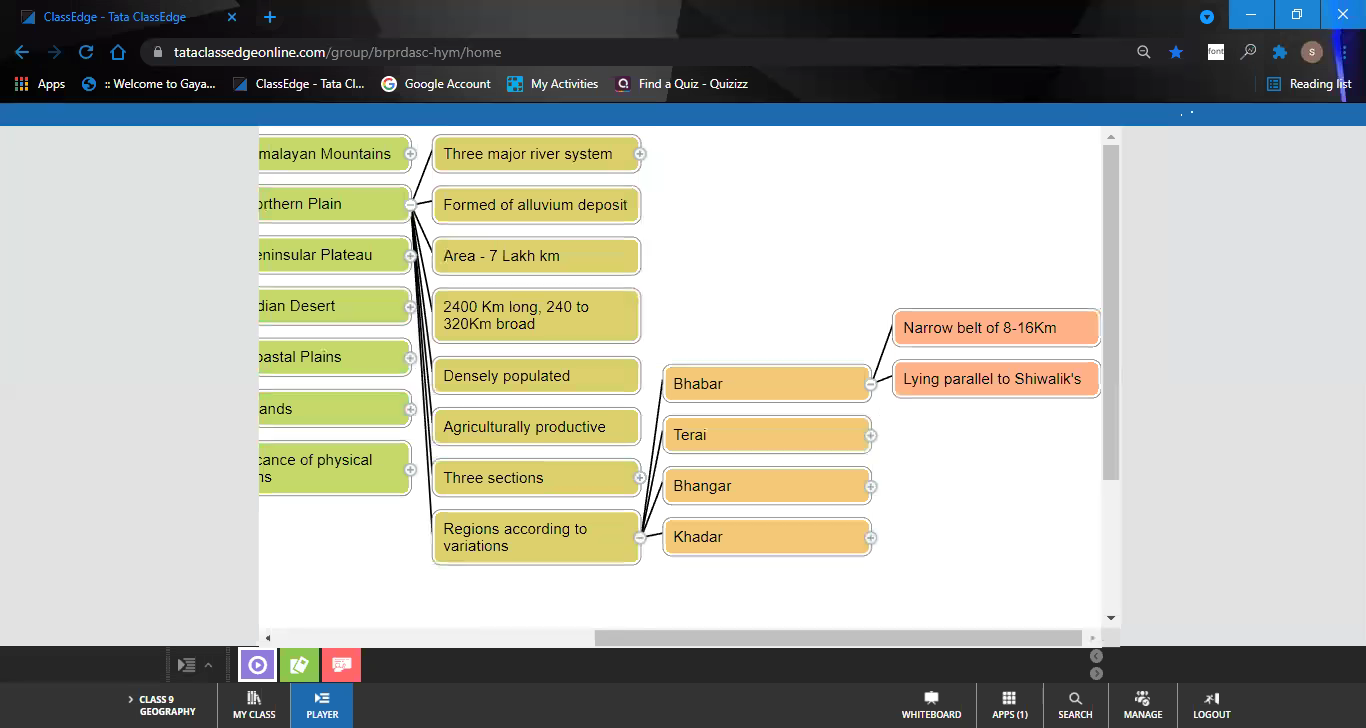 ClassEdge - Tata ClassEdge
tataclassedgeonline.com/group/brprdasc-hym/home
font
S
Apps
:: Welcome to Gaya...
ClassEdge - Tata Cl...
Google Account
My Activities
Find a Quiz - Quizizz
Reading list
malayan Mountains
Three major river system
orthern Plain
Formed of alluvium deposit
eninsular Plateau
Area - 7 Lakh km
dian Desert
2400 Km long, 240 to
320Km broad
Narrow belt of 8-16Km
oastal Plains
Densely populated
Bhabar
Lying parallel to Shiwalik's
ands
Agriculturally productive
Terai
cance of physical
ns
Three sections
Bhangar
Regions according to
variations
Khadar
CLASS 9
GEOGRAPHY
MY CLASS
PLAYER
WHITEBOARD
APPS (1)
SEARCH
MANAGE
LOGOUT